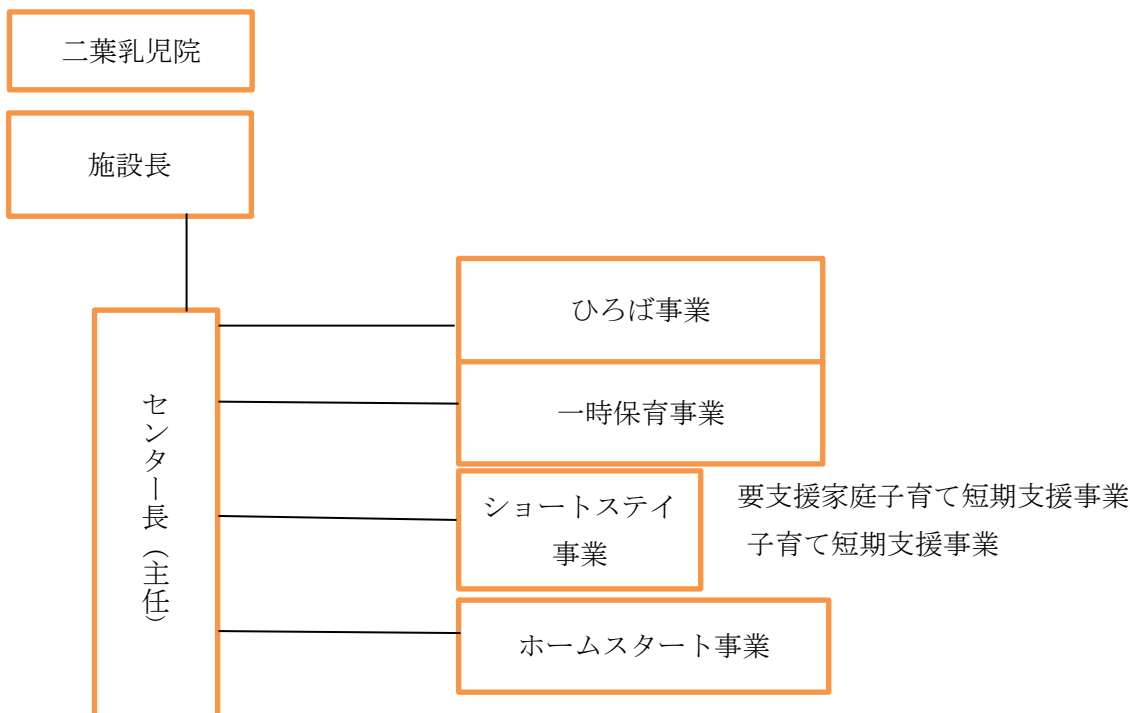 二葉乳児院
施設長
センター長（主任）
ひろば事業
一時保育事業
ショートステイ
事業
要支援家庭子育て短期支援事業
子育て短期支援事業
ホームスタート事業